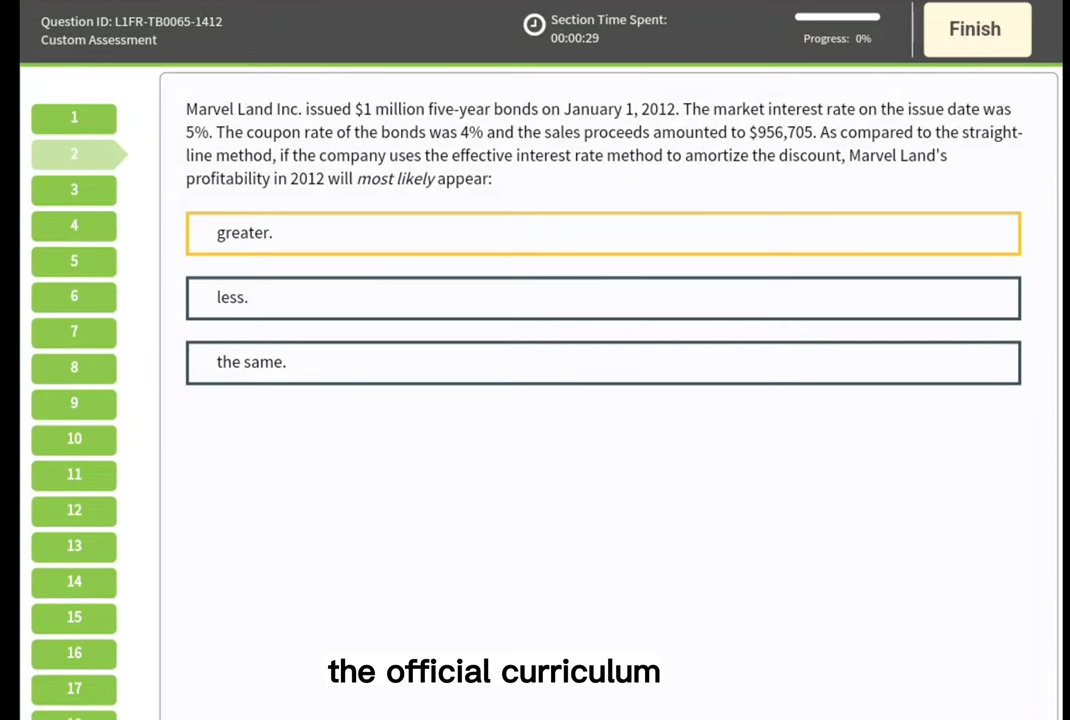 Question ID: L1FR-TB0065-1412
Custom Assessment
Section Time Spent:
00:00:29
Progress: 0%
Finish
1
2
3
4
5
6
7
8
9
10
11
12
13
14
15
16
17
Marvel Land Inc. issued $1 million five-year bonds on January 1, 2012. The market interest rate on the issue date was
5%. The coupon rate of the bonds was 4% and the sales proceeds amounted to $956,705. As compared to the straight-
line method, if the company uses the effective interest rate method to amortize the discount, Marvel Land's
profitability in 2012 will most likely appear:
greater.
less.
the same.
the official curriculum